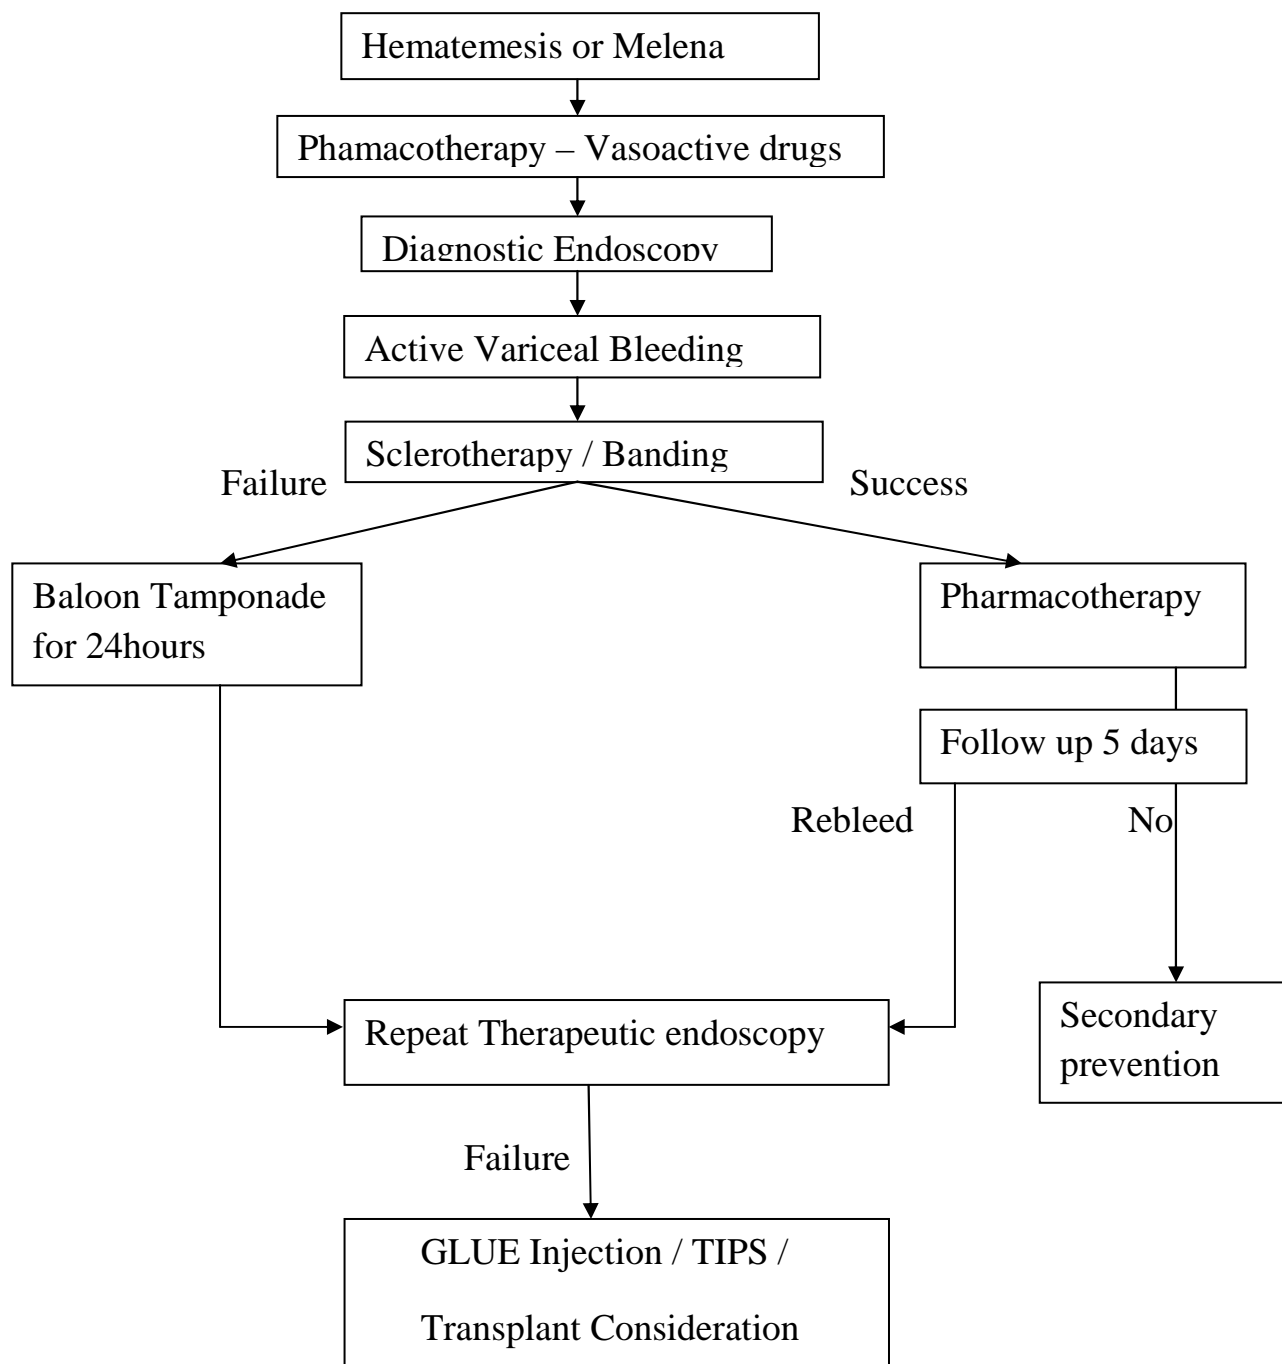 Hematemesis or Melena
Phamacotherapy – Vasoactive drugs
Diagnostic Endoscopy
Active Variceal Bleeding
Sclerotherapy / Banding
Failure
Success
Baloon Tamponade
for 24hours
Pharmacotherapy
Follow up 5 days
Rebleed
No
Repeat Therapeutic endoscopy
Secondary
prevention
Failure
GLUE Injection / TIPS /
Transplant Consideration